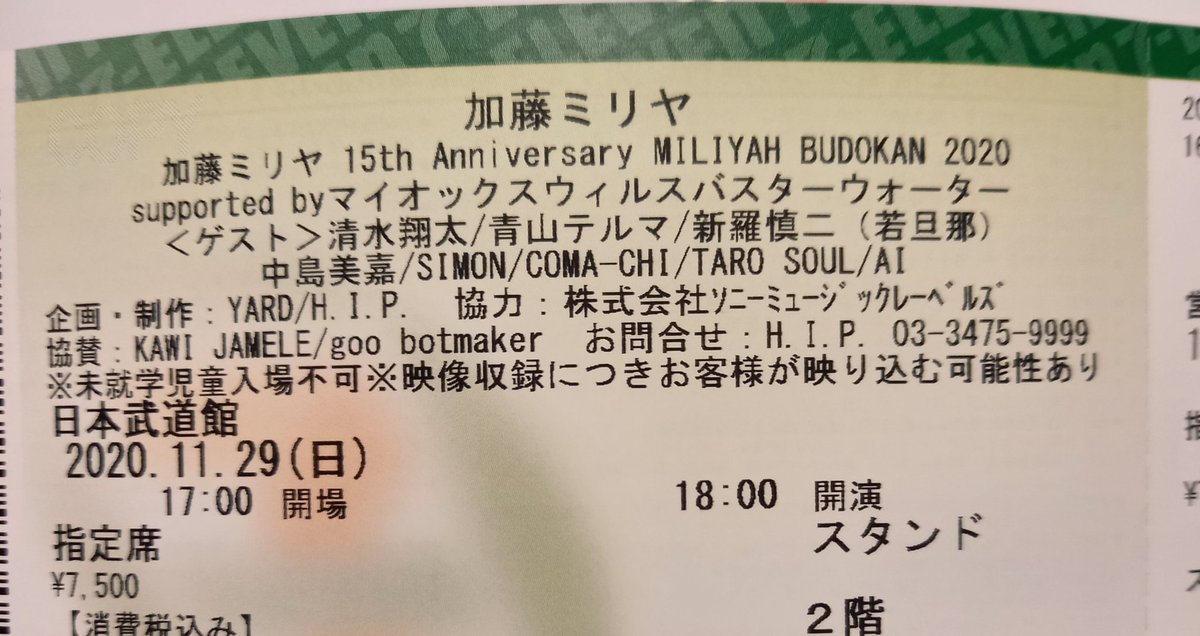 7-ELEVEN
加藤ミリヤ
加藤ミリヤ 15th Anniversary MILIYAH BUDOKAN 2020
supported byマイオックスウィルスバスターウォーター
＜ゲスト＞清水翔太/青山テルマ/新羅慎二（若旦那）
中島美嘉/SIMON/COMA-CHI/TARO SOUL/AI
企画・制作：YARD/H.I.P. 協力：株式会社ｿﾆｰﾐｭｰｼﾞｯｸﾚｰﾍﾞﾙｽﾞ
協賛：KAWI JAMELE/goo botmaker お問合せ：H.I.P. 03-3475-9999
※未就学児童入場不可※映像収録につきお客様が映り込む可能性あり
日本武道館
2020.11.29(日)
17:00 開場 18:00 開演
指定席 スタンド
¥7,500
【消費税込み】 2階